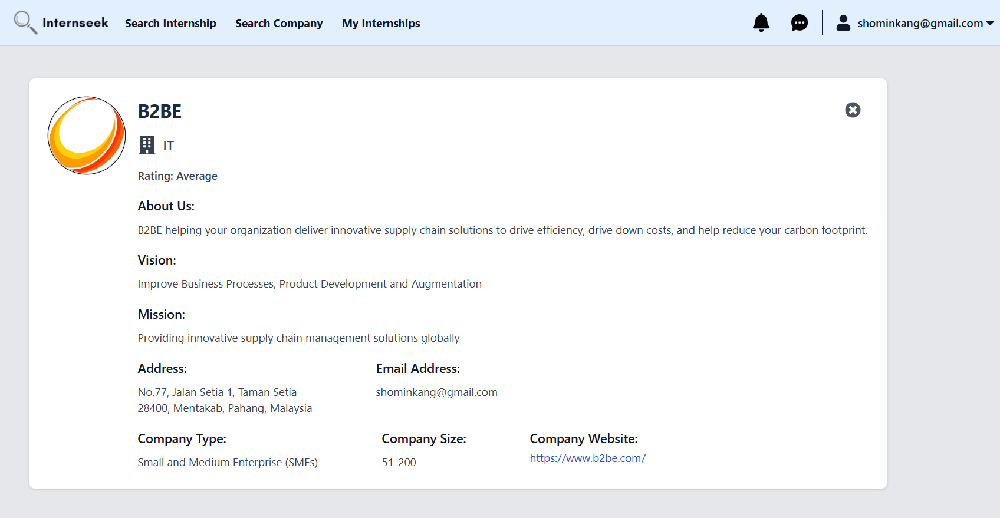 Internseek Search Internship Search Company My Internships shominkang@gmail.com
B2BE
IT
Rating: Average
About Us:
B2BE helping your organization deliver innovative supply chain solutions to drive efficiency, drive down costs, and help reduce your carbon footprint.
Vision:
Improve Business Processes, Product Development and Augmentation
Mission:
Providing innovative supply chain management solutions globally
Address: Email Address:
No.77, Jalan Setia 1, Taman Setia shominkang@gmail.com
28400, Mentakab, Pahang, Malaysia
Company Type: Company Size: Company Website:
Small and Medium Enterprise (SMEs) 51-200 https://www.b2be.com/